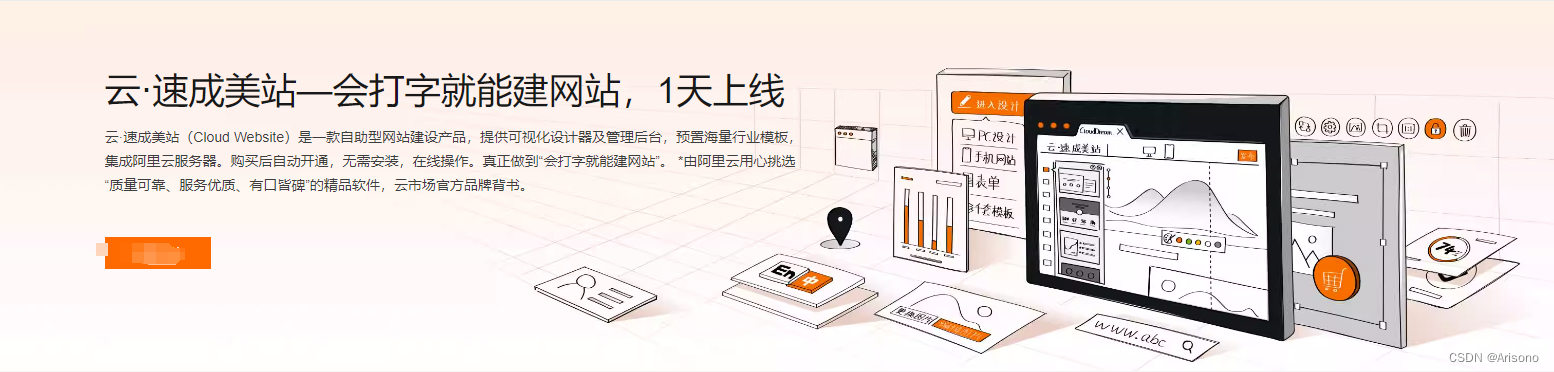 云·速成美站—会打字就能建网站，1天上线
云·速成美站（Cloud Website）是一款自助型网站建设产品，提供可视化设计器及管理后台，预置海量行业模板，
集成阿里云服务器。购买后自动开通，无需安装，在线操作。真正做到“会打字就能建网站”。 *由阿里云用心挑选
“质量可靠、服务优质、有口皆碑”的精品软件，云市场官方品牌背书。
进入设计
PC设计
手机网站
表单
套模板
CloudDream
云·速成美站
En
中
www.abc
CSDN @Arisono